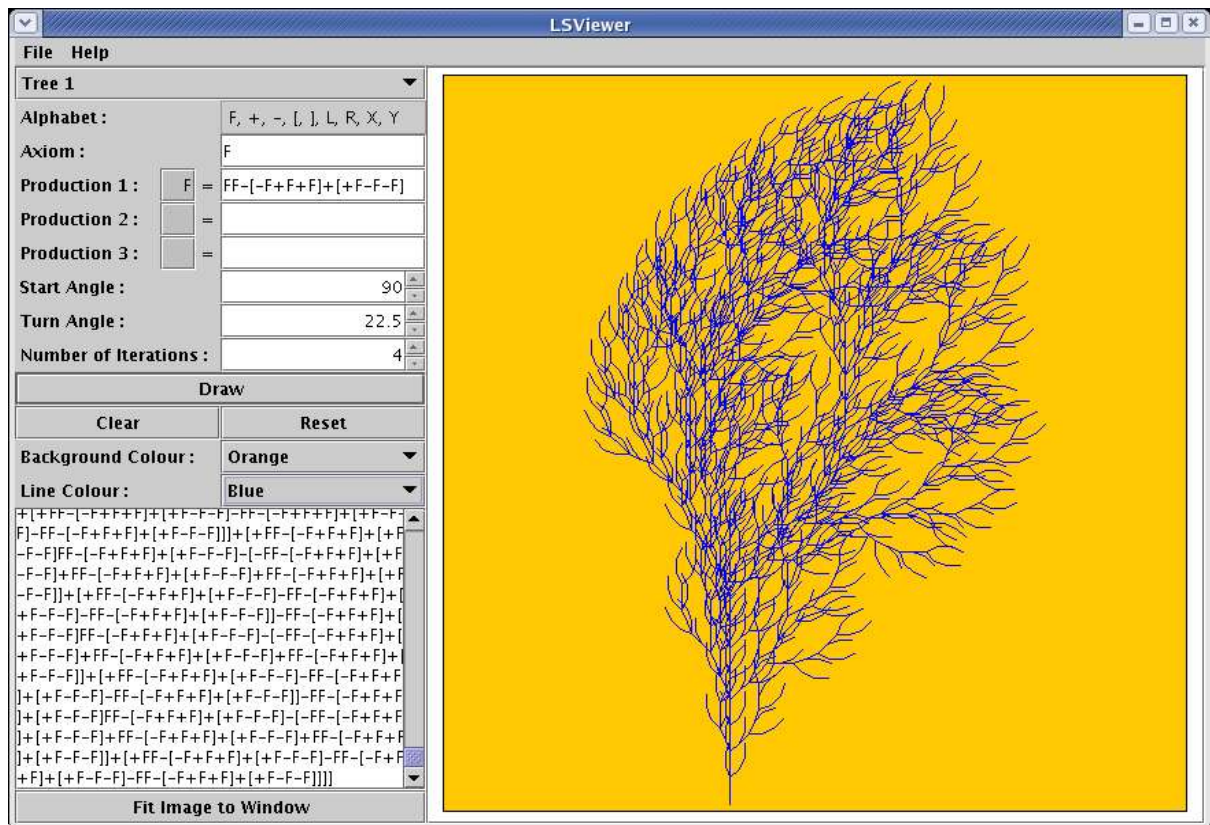 LSViewer
File Help
Tree 1
Alphabet : F, +, -, [, ], L, R, X, Y
Axiom : F
Production 1 : F = FF-[-F+F+F]+[+F-F-F]
Production 2 : =
Production 3 : =
Start Angle : 90
Turn Angle : 22.5
Number of Iterations : 4
Draw
Clear Reset
Background Colour : Orange
Line Colour : Blue
+[+FF-[-F+F+F]+[+F-F-F]-FF-[-F+F+F]+[+F-F-
F]-FF-[-F+F+F]+[+F-F-F]]]+[+FF-[-F+F+F]+[+F
-F-F]FF-[-F+F+F]+[+F-F-F]-[-FF-[-F+F+F]+[+F
-F-F]+FF-[-F+F+F]+[+F-F-F]+FF-[-F+F+F]+[+F
-F-F]]+[+FF-[-F+F+F]+[+F-F-F]-FF-[-F+F+F]+[
+F-F-F]-FF-[-F+F+F]+[+F-F-F]]-FF-[-F+F+F]+[
+F-F-F]FF-[-F+F+F]+[+F-F-F]-[-FF-[-F+F+F]+[
+F-F-F]+FF-[-F+F+F]+[+F-F-F]+FF-[-F+F+F]+[
+F-F-F]]+[+FF-[-F+F+F]+[+F-F-F]-FF-[-F+F+F
]+[+F-F-F]-FF-[-F+F+F]+[+F-F-F]]-FF-[-F+F+F
]+[+F-F-F]FF-[-F+F+F]+[+F-F-F]-[-FF-[-F+F+F
]+[+F-F-F]+FF-[-F+F+F]+[+F-F-F]+FF-[-F+F+F
]+[+F-F-F]]+[+FF-[-F+F+F]+[+F-F-F]-FF-[-F+F
+F]+[+F-F-F]-FF-[-F+F+F]+[+F-F-F]]]]
Fit Image to Window